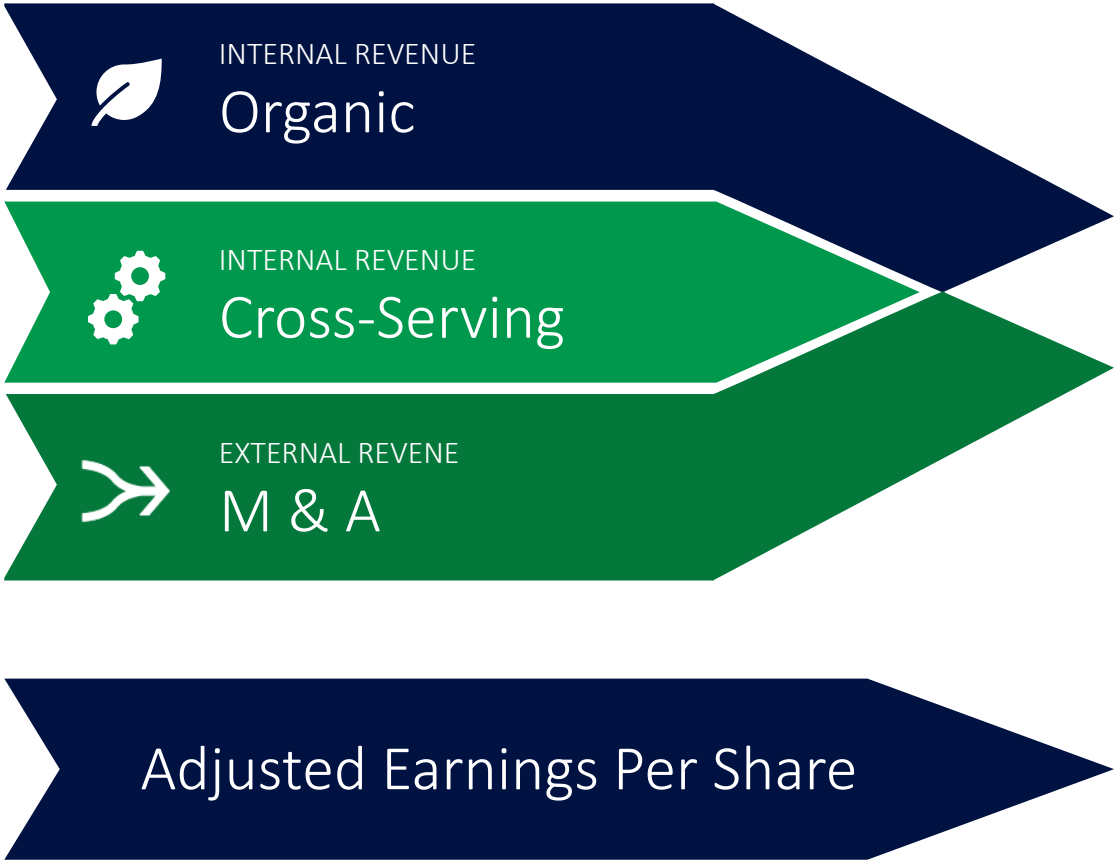 INTERNAL REVENUE
Organic
INTERNAL REVENUE
Cross-Serving
EXTERNAL REVENE
M & A
Adjusted Earnings Per Share